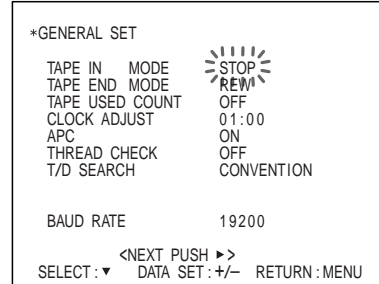 *GENERAL SET
TAPE IN MODE STOP
TAPE END MODE REW
TAPE USED COUNT OFF
CLOCK ADJUST 01:00
APC ON
THREAD CHECK OFF
T/D SEARCH CONVENTION
BAUD RATE 19200
<NEXT PUSH ►>
SELECT:▼ DATA SET:+/– RETURN:MENU